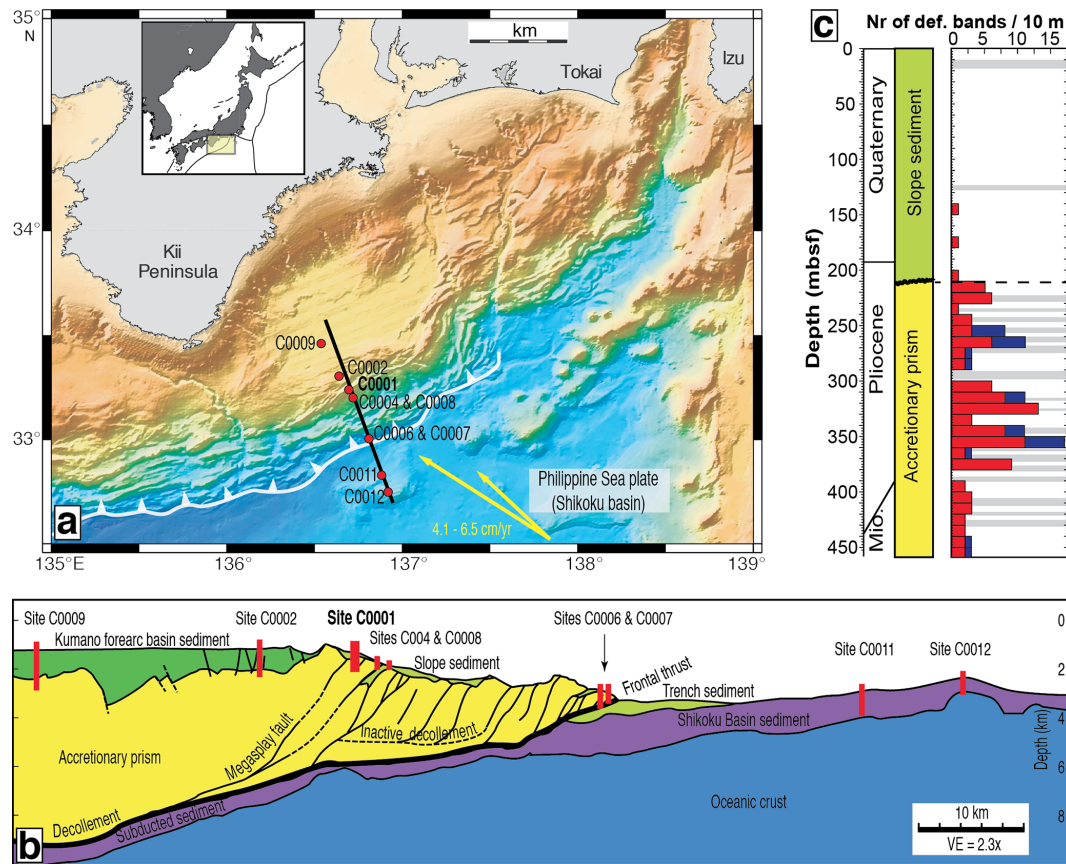 35°
N
34°
33°
135°E
136°
137°
138°
139°
km
Tokai
Izu
Kii
Peninsula
C0009
C0002
C0001
C0004 & C0008
C0006 & C0007
C0011
C0012
Philippine Sea plate
(Shikoku basin)
4.1 - 6.5 cm/yr
a
c
Nr of def. bands / 10 m
0
5
10
15
Depth (mbsf)
0
50
100
150
200
250
300
350
400
450
Quaternary
Pliocene
Mio.
Slope sediment
Accretionary prism
Site C0009
Site C0002
Site C0001
Sites C0006 & C0007
Kumano forearc basin sediment
Sites C004 & C0008
Slope sediment
Frontal thrust
Trench sediment
Site C0011
Site C0012
Shikoku Basin sediment
Megasplay fault
Inactive decollement
Accretionary prism
Decollement
Subducted sediment
Oceanic crust
0
2
4
6
8
Depth (km)
10 km
VE = 2.3x
b